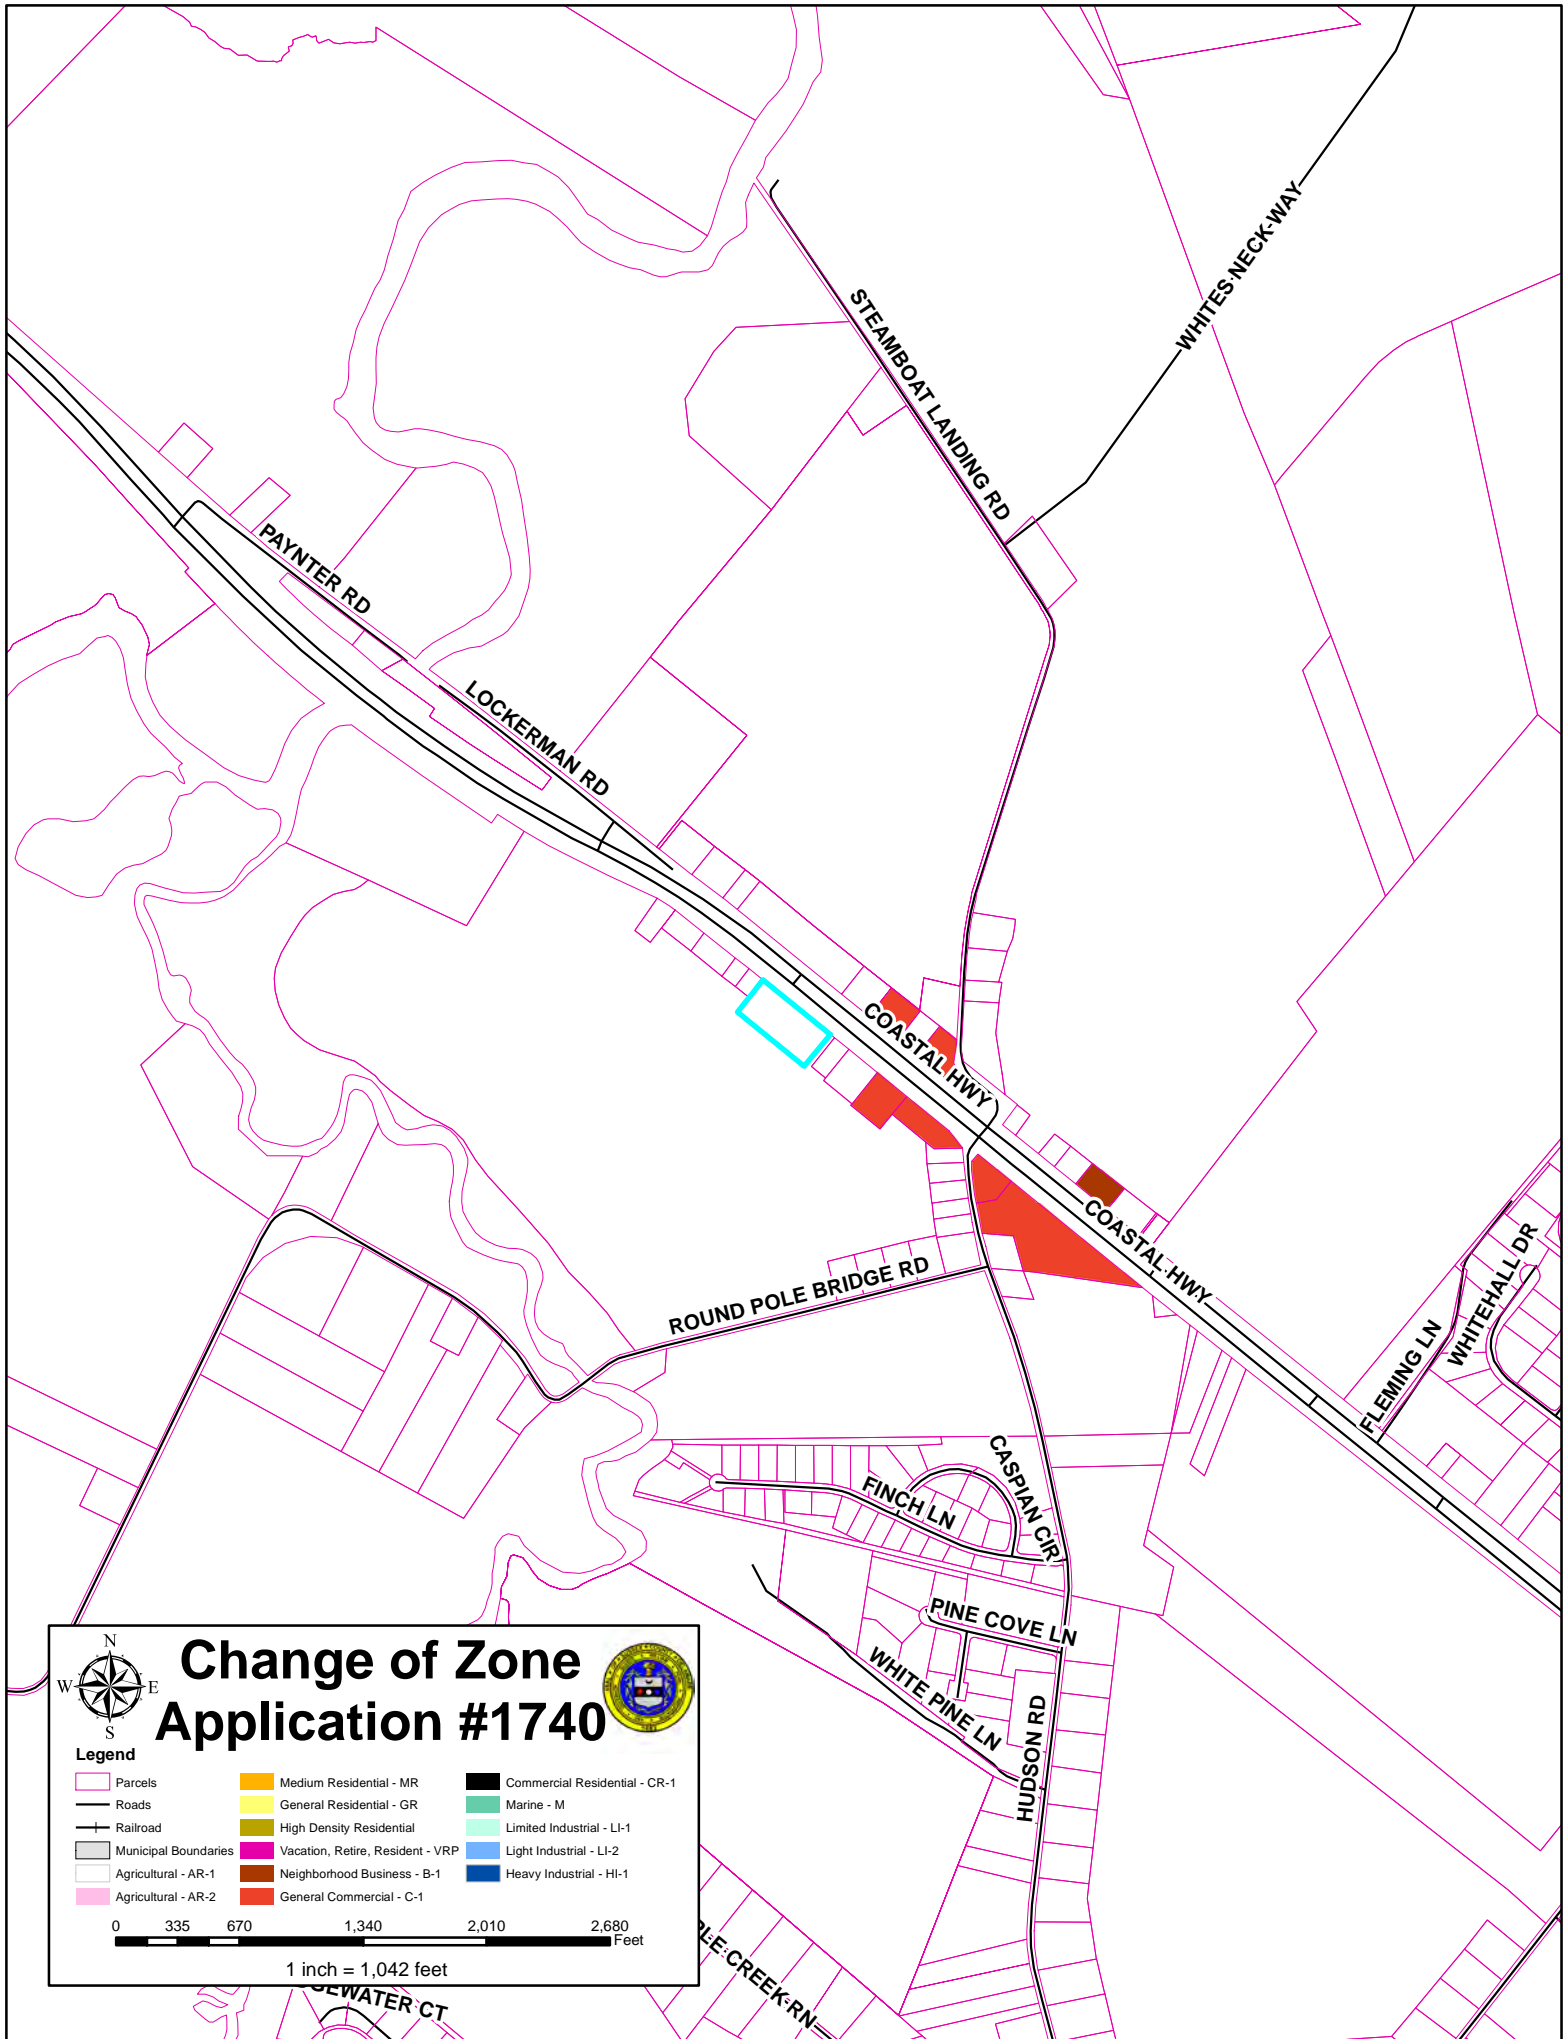 WHITES-NECK-WAY
STEAMBOAT LANDING RD
PAYNTER RD
LOCKERMAN RD
COASTAL HWY
COASTAL HWY
ROUND POLE BRIDGE RD
WHITEHALL DR
FLEMING LN
CASPIAN CIR
FINCH LN
PINE COVE LN
WHITE PINE LN
HUDSON RD
N
W E
S
Change of Zone
Application #1740
Legend
Parcels
Roads
Railroad
Municipal Boundaries
Agricultural - AR-1
Agricultural - AR-2
Medium Residential - MR
General Residential - GR
High Density Residential
Vacation, Retire, Resident - VRP
Neighborhood Business - B-1
General Commercial - C-1
Commercial Residential - CR-1
Marine - M
Limited Industrial - LI-1
Light Industrial - LI-2
Heavy Industrial - HI-1
0 335 670 1,340 2,010 2,680
Feet
1 inch = 1,042 feet
PLE-CREEK-RN
GEWATER CT